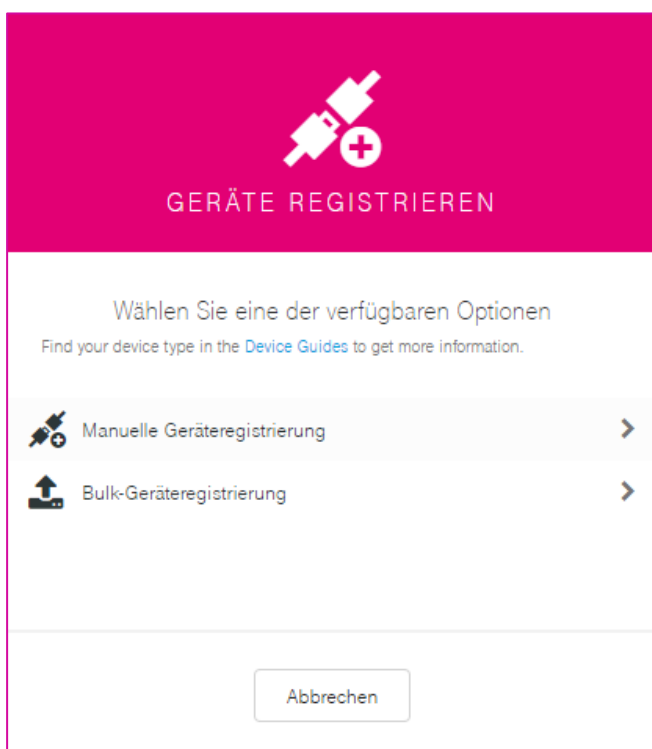 GERÄTE REGISTRIEREN
Wählen Sie eine der verfügbaren Optionen
Find your device type in the Device Guides to get more information.
Manuelle Geräteregistrierung
Bulk-Geräteregistrierung
Abbrechen